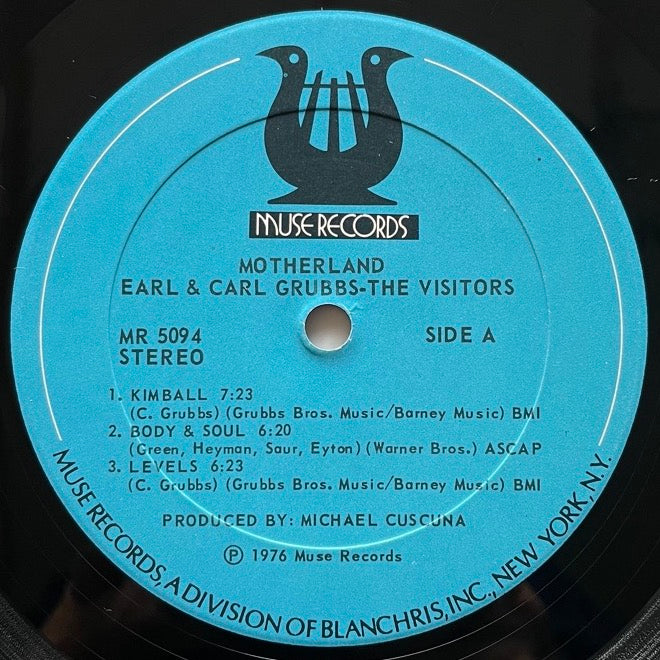 MUSE RECORDS
MOTHERLAND
EARL & CARL GRUBBS-THE VISITORS
MR 5094
STEREO
SIDE A
1. KIMBALL 7:23
(C. Grubbs) (Grubbs Bros. Music/Barney Music) BMI
2. BODY & SOUL 6:20
(Green, Heyman, Saur, Eyton) (Warner Bros.) ASCAP
3. LEVELS 6:23
(C. Grubbs) (Grubbs Bros. Music/Barney Music) BMI
PRODUCED BY: MICHAEL CUSCUNA
℗ 1976 Muse Records
MUSE RECORDS, A DIVISION OF BLANCHRIS, INC., NEW YORK, N.Y.